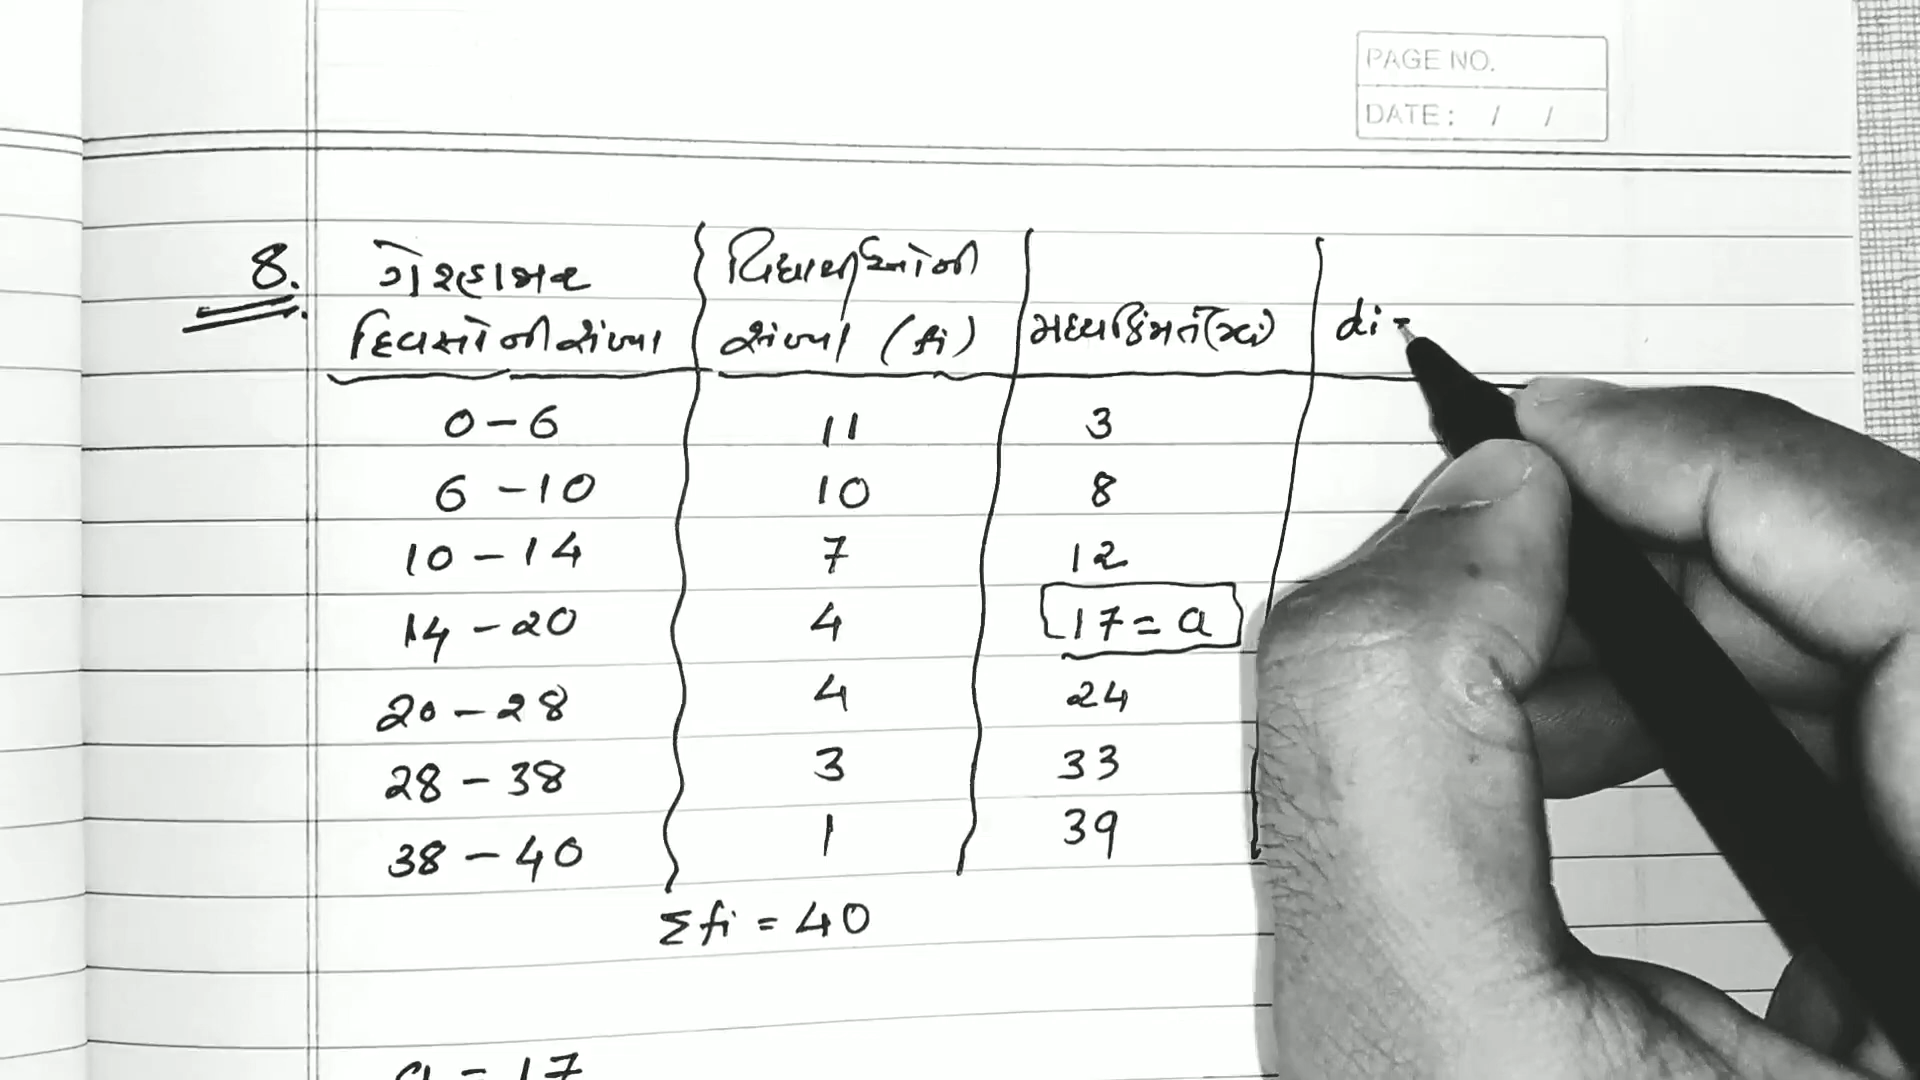 PAGE NO.
DATE: / /
8. ગેરહાજર
દિવસોની સંખ્યા
વિદ્યાર્થીઓની
સંખ્યા (fi)
મધ્યકિંમત (xi)
di =
0 - 6 11 3
6 - 10 10 8
10 - 14 7 12
14 - 20 4 17 = a
20 - 28 4 24
28 - 38 3 33
38 - 40 1 39
Σfi = 40
a = 17